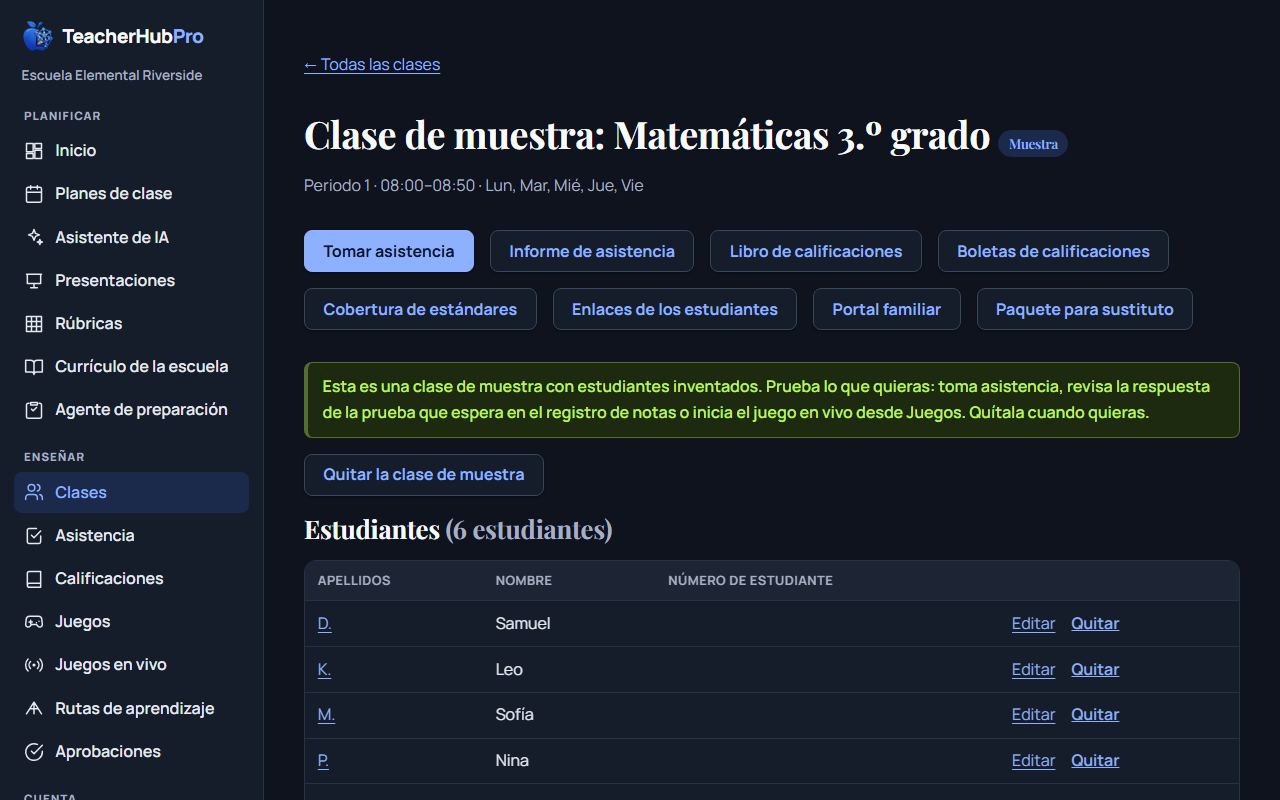 TeacherHubPro
Escuela Elemental Riverside
PLANIFICAR
Inicio
Planes de clase
Asistente de IA
Presentaciones
Rúbricas
Currículo de la escuela
Agente de preparación
ENSEÑAR
Clases
Asistencia
Calificaciones
Juegos
Juegos en vivo
Rutas de aprendizaje
Aprobaciones
CUENTA
← Todas las clases
Clase de muestra: Matemáticas 3.º grado Muestra
Periodo 1 · 08:00–08:50 · Lun, Mar, Mié, Jue, Vie
Tomar asistencia Informe de asistencia Libro de calificaciones Boletas de calificaciones
Cobertura de estándares Enlaces de los estudiantes Portal familiar Paquete para sustituto
Esta es una clase de muestra con estudiantes inventados. Prueba lo que quieras: toma asistencia, revisa la respuesta
de la prueba que espera en el registro de notas o inicia el juego en vivo desde Juegos. Quítala cuando quieras.
Quitar la clase de muestra
Estudiantes (6 estudiantes)
APELLIDOS NOMBRE NÚMERO DE ESTUDIANTE
D. Samuel Editar Quitar
K. Leo Editar Quitar
M. Sofía Editar Quitar
P. Nina Editar Quitar